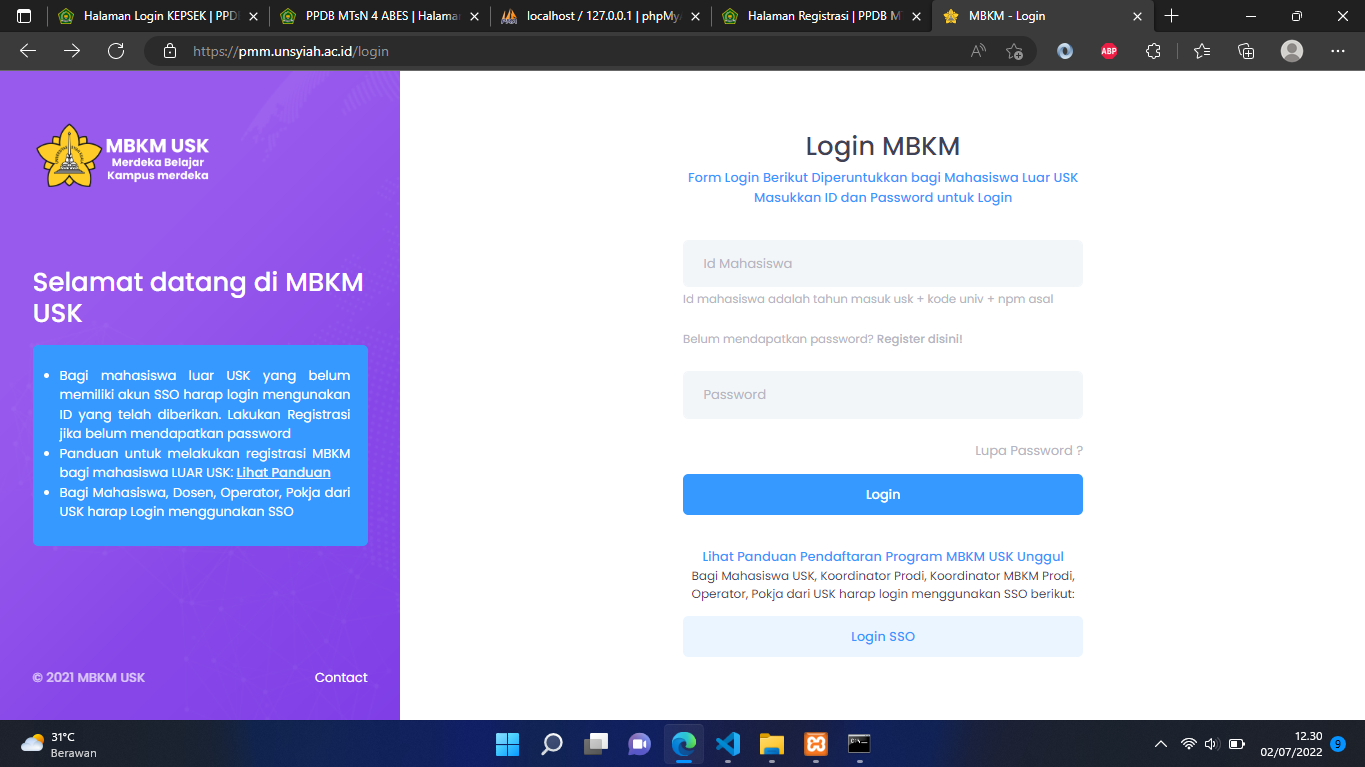 Halaman Login KEPSEK | PPD
PPDB MTsN 4 ABES | Halama
localhost / 127.0.0.1 | phpMy
Halaman Registrasi | PPDB MT
MBKM - Login
https://pmm.unsyiah.ac.id/login
ABP
MBKM USK
Merdeka Belajar
Kampus merdeka
Selamat datang di MBKM
USK
• Bagi mahasiswa luar USK yang belum
memiliki akun SSO harap login mengunakan
ID yang telah diberikan. Lakukan Registrasi
jika belum mendapatkan password
• Panduan untuk melakukan registrasi MBKM
bagi mahasiswa LUAR USK: Lihat Panduan
• Bagi Mahasiswa, Dosen, Operator, Pokja dari
USK harap Login menggunakan SSO
© 2021 MBKM USK
Contact
Login MBKM
Form Login Berikut Diperuntukkan bagi Mahasiswa Luar USK
Masukkan ID dan Password untuk Login
Id Mahasiswa
Id mahasiswa adalah tahun masuk usk + kode univ + npm asal
Belum mendapatkan password? Register disini!
Password
Lupa Password ?
Login
Lihat Panduan Pendaftaran Program MBKM USK Unggul
Bagi Mahasiswa USK, Koordinator Prodi, Koordinator MBKM Prodi,
Operator, Pokja dari USK harap login menggunakan SSO berikut:
Login SSO
31°C
Berawan
12.30
02/07/2022
9